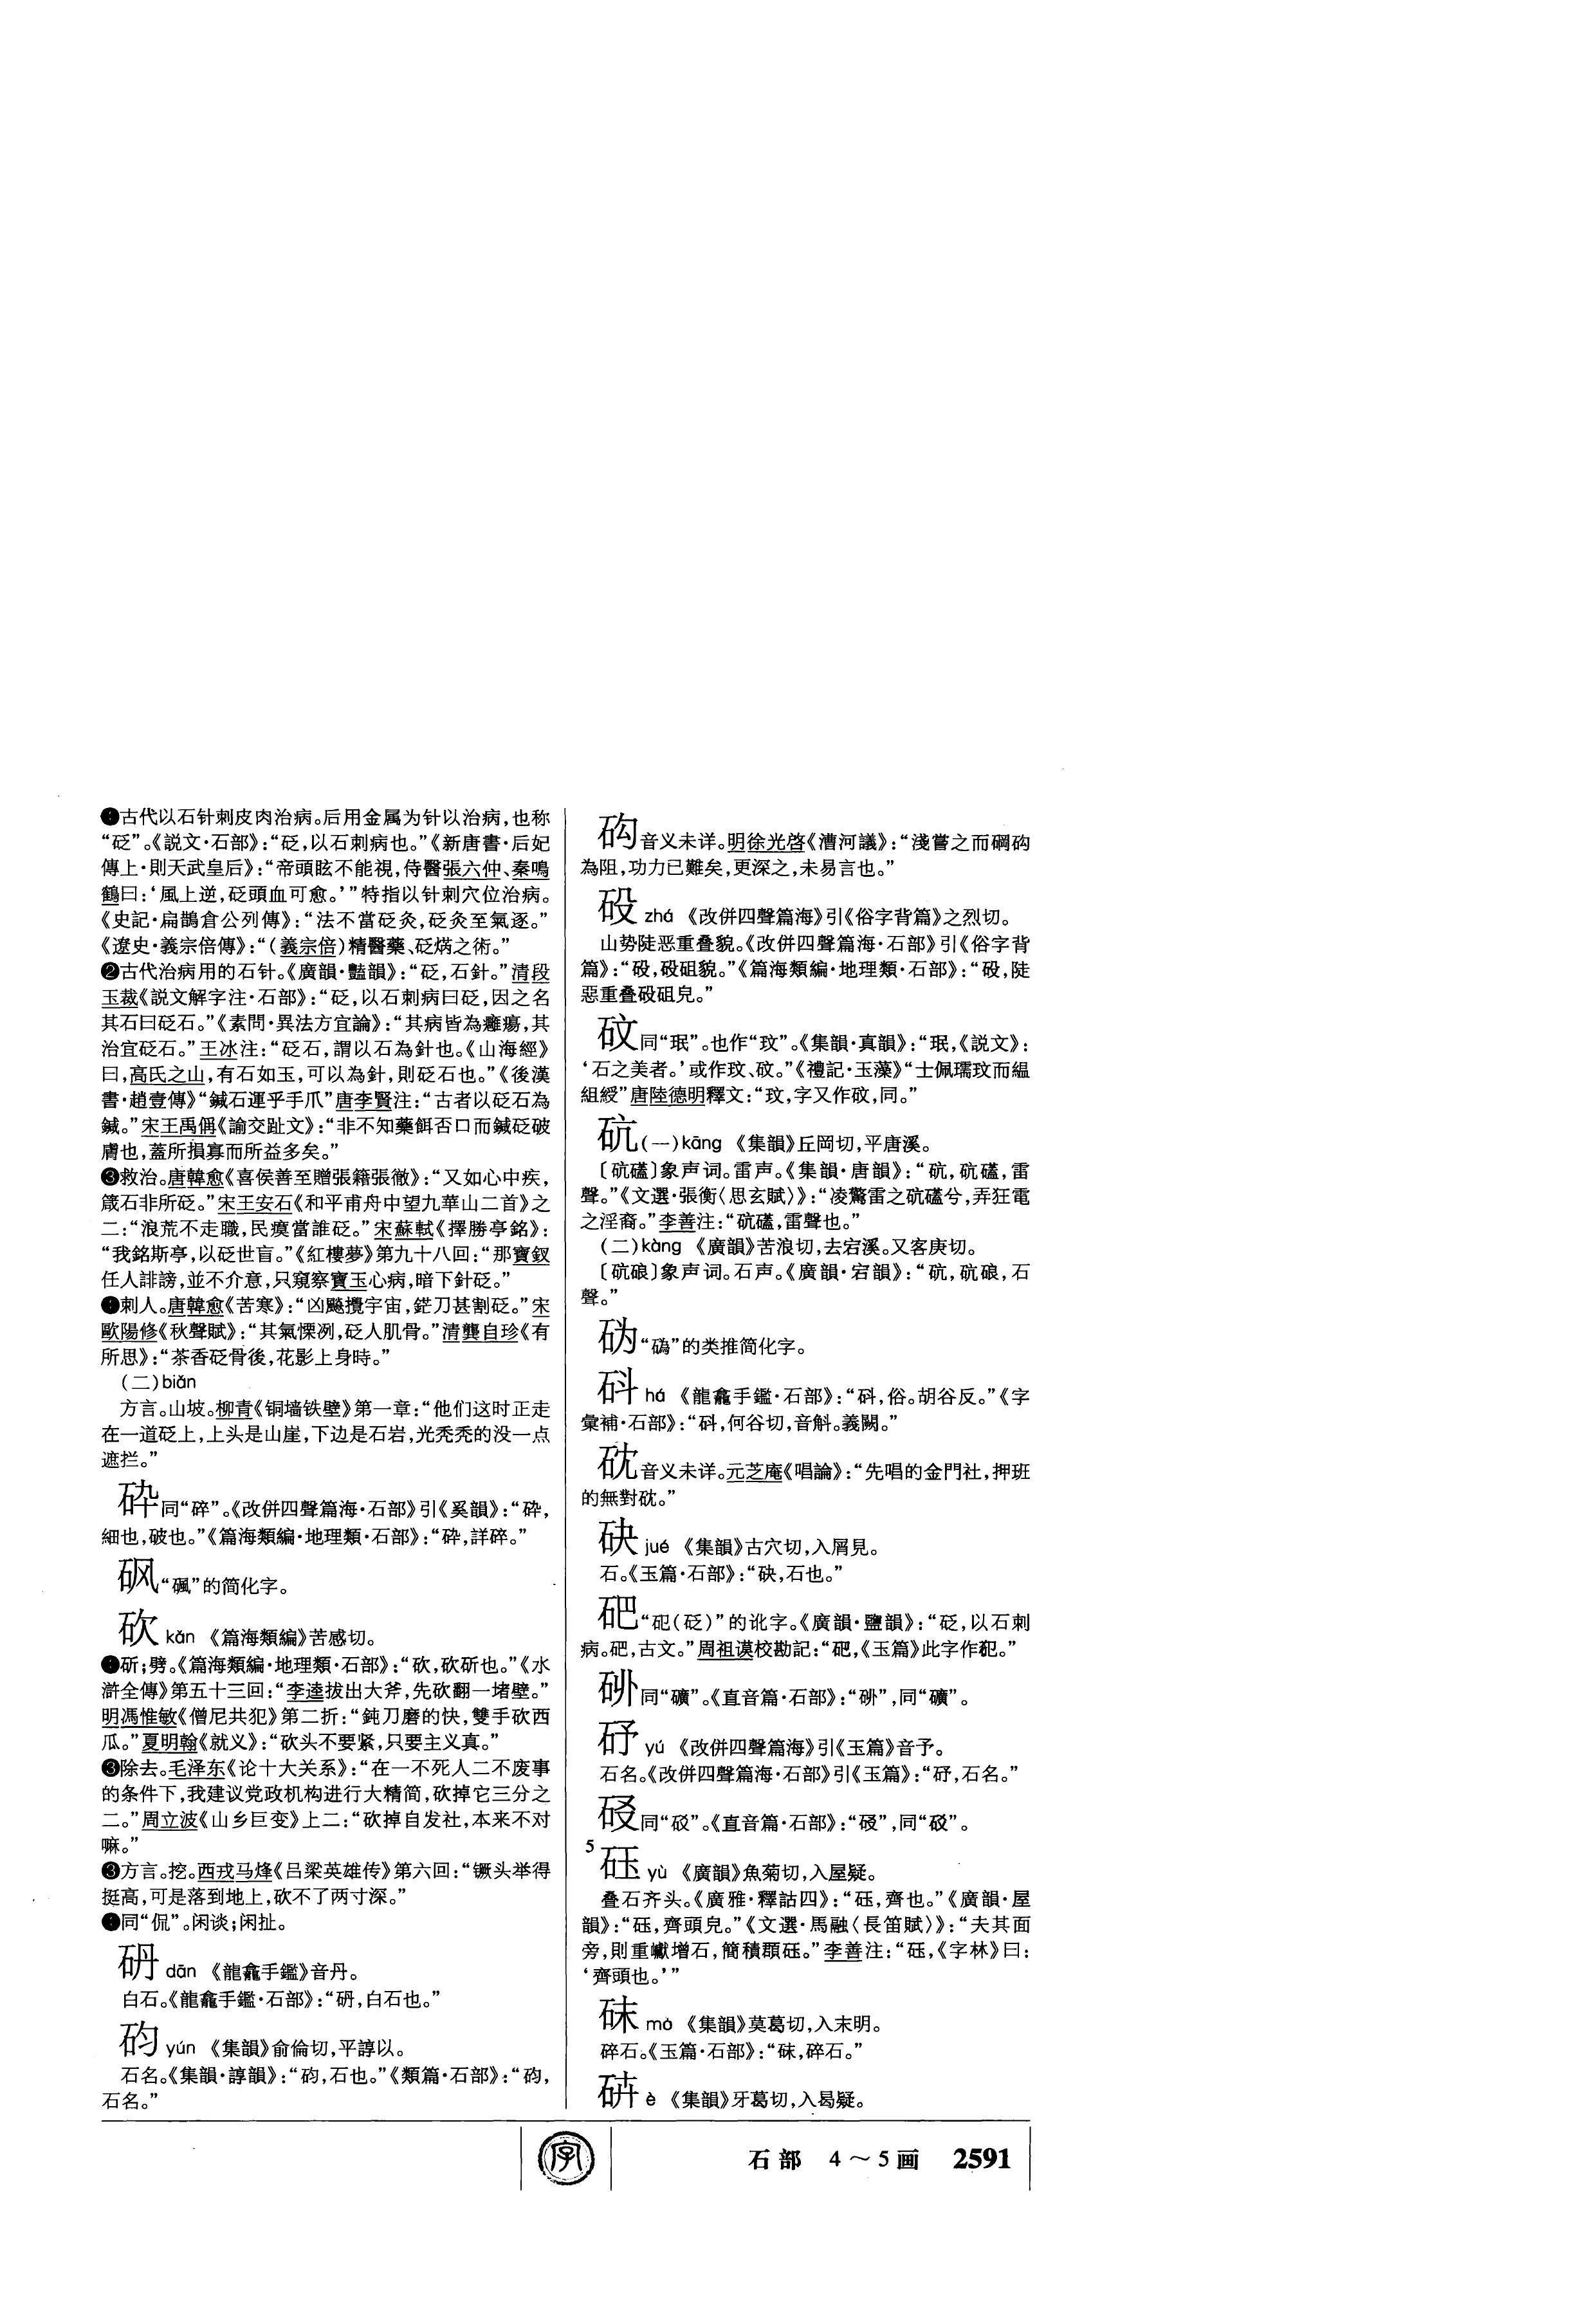 ❶古代以石针刺皮肉治病。后用金属为针以治病，也称
“砭”。《説文·石部》：“砭，以石刺病也。”《新唐書·后妃
傳上·則天武皇后》：“帝頭眩不能視，侍醫張六仲、秦鳴
鶴曰：‘風上逆，砭頭血可愈。’”特指以针刺穴位治病。
《史記·扁鵲倉公列傳》：“法不當砭灸，砭灸至氣逐。”
《遼史·義宗倍傳》：“（義宗倍）精醫藥、砭焫之術。”
❷古代治病用的石针。《廣韻·豔韻》：“砭，石針。”清段
玉裁《説文解字注·石部》：“砭，以石刺病曰砭，因之名
其石曰砭石。”《素問·異法方宜論》：“其病皆為癰瘍，其
治宜砭石。”王冰注：“砭石，謂以石為針也。《山海經》
曰，高氏之山，有石如玉，可以為針，則砭石也。”《後漢
書·趙壹傳》“鍼石運乎手爪”唐李賢注：“古者以砭石為
鍼。”宋王禹偁《諭交趾文》：“非不知藥餌否口而鍼砭破
膚也，蓋所損寡而所益多矣。”
❸救治。唐韓愈《喜侯善至贈張籍張徹》：“又如心中疾，
箴石非所砭。”宋王安石《和平甫舟中望九華山二首》之
二：“浪荒不走職，民瘼當誰砭。”宋蘇軾《擇勝亭銘》：
“我銘斯亭，以砭世盲。”《紅樓夢》第九十八回：“那寶釵
任人誹謗，並不介意，只窺察寶玉心病，暗下針砭。”
❹刺人。唐韓愈《苦寒》：“凶飈攪宇宙，鋩刀甚割砭。”宋
歐陽修《秋聲賦》：“其氣慄冽，砭人肌骨。”清龔自珍《有
所思》：“茶香砭骨後，花影上身時。”
（二）biǎn
方言。山坡。柳青《铜墙铁壁》第一章：“他们这时正走
在一道砭上，上头是山崖，下边是石岩，光秃秃的没一点
遮拦。”
砕同“碎”。《改併四聲篇海·石部》引《奚韻》：“砕，
細也，破也。”《篇海類編·地理類·石部》：“砕，詳碎。”
砜“碸”的简化字。
砍 kǎn 《篇海類編》苦感切。
❶斫；劈。《篇海類編·地理類·石部》：“砍，砍斫也。”《水
滸全傳》第五十三回：“李逵拔出大斧，先砍翻一堵壁。”
明馮惟敏《僧尼共犯》第二折：“鈍刀磨的快，雙手砍西
瓜。”夏明翰《就义》：“砍头不要紧，只要主义真。”
❷除去。毛泽东《论十大关系》：“在一不死人二不废事
的条件下，我建议党政机构进行大精简，砍掉它三分之
二。”周立波《山乡巨变》上二：“砍掉自发社，本来不对
嘛。”
❸方言。挖。西戎马烽《吕梁英雄传》第六回：“镢头举得
挺高，可是落到地上，砍不了两寸深。”
❹同“侃”。闲谈；闲扯。
砃 dān 《龍龕手鑑》音丹。
白石。《龍龕手鑑·石部》：“砃，白石也。”
砽 yún 《集韻》俞倫切，平諄以。
石名。《集韻·諄韻》：“砽，石也。”《類篇·石部》：“砽，
石名。”
砪音义未详。明徐光啓《漕河議》：“淺嘗之而碙
為阻，功力已難矣，更深之，未易言也。”
砓 zhá 《改併四聲篇海》引《俗字背篇》之烈切。
山势陡恶重叠貌。《改併四聲篇海·石部》引《俗字背
篇》：“砓，砓砠貌。”《篇海類編·地理類·石部》：“砓，陡
惡重叠砓砠皃。”
砇同“珉”。也作“玟”。《集韻·真韻》：“珉，《説文》：
‘石之美者。’或作玟、砇。”《禮記·玉藻》“士佩瓀玟而緼
組綬”唐陸德明釋文：“玟，字又作砇，同。”
砊（一）kāng 《集韻》丘岡切，平唐溪。
〔砊礚〕象声词。雷声。《集韻·唐韻》：“砊，砊礚，雷
聲。”《文選·張衡〈思玄賦〉》：“凌驚雷之砊礚兮，弄狂電
之淫裔。”李善注：“砊礚，雷聲也。”
（二）kàng 《廣韻》苦浪切，去宕溪。又客庚切。
〔砊硠〕象声词。石声。《廣韻·宕韻》：“砊，砊硠，石
聲。”
“碼”的类推简化字。
há 《龍龕手鑑·石部》：“㪵，俗。胡谷反。”《字
彙補·石部》：“，何谷切，音斛。義闕。”
砇音义未详。元芝庵《唱論》：“先唱的金門社，押班
的無對。”
砄 jué 《集韻》古穴切，入屑見。
石。《玉篇·石部》：“砄，石也。”
“砭”的讹字。《廣韻·鹽韻》：“砭，以石刺
病。，古文。”周祖谟校勘記：“，《玉篇》此字作。”
同“礦”。《直音篇·石部》：“”，同“礦”。
yú 《改併四聲篇海》引《玉篇》音予。
石名。《改併四聲篇海·石部》引《玉篇》：“，石名。”
同“砐”。《直音篇·石部》：“”，同“砐”。
5
砡 yù 《廣韻》魚菊切，入屋疑。
叠石齐头。《廣雅·釋詁四》：“砡，齊也。”《廣韻·屋
韻》：“砡，齊頭皃。”《文選·馬融〈長笛賦〉》：“夫其面
旁，則重巘增石，簡積頵砡。”李善注：“砡，《字林》曰：
‘齊頭也。’”
砞 mò 《集韻》莫葛切，入末明。
碎石。《玉篇·石部》：“砞，碎石。”
è 《集韻》牙葛切，入曷疑。
字
石部 4～5画 2591